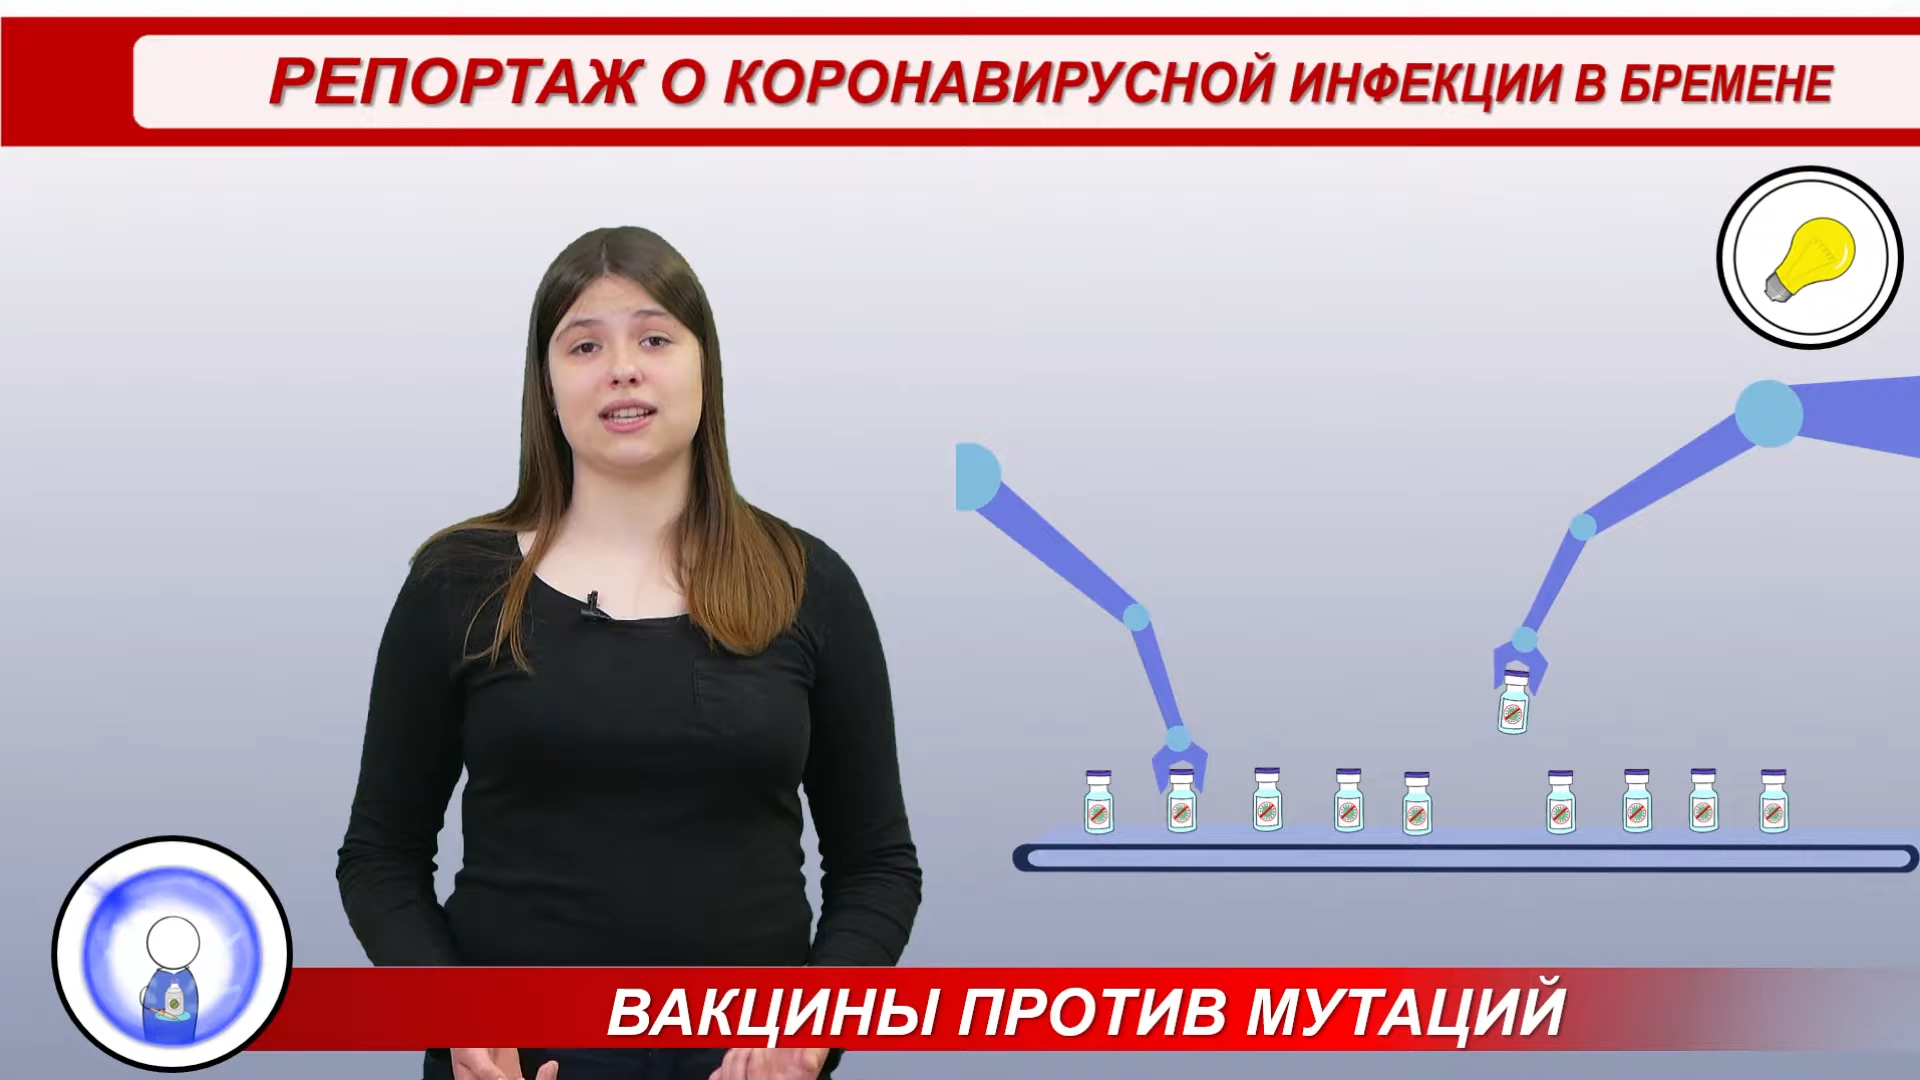 РЕПОРТАЖ О КОРОНАВИРУСНОЙ ИНФЕКЦИИ В БРЕМЕНЕ
ВАКЦИНЫ ПРОТИВ МУТАЦИЙ